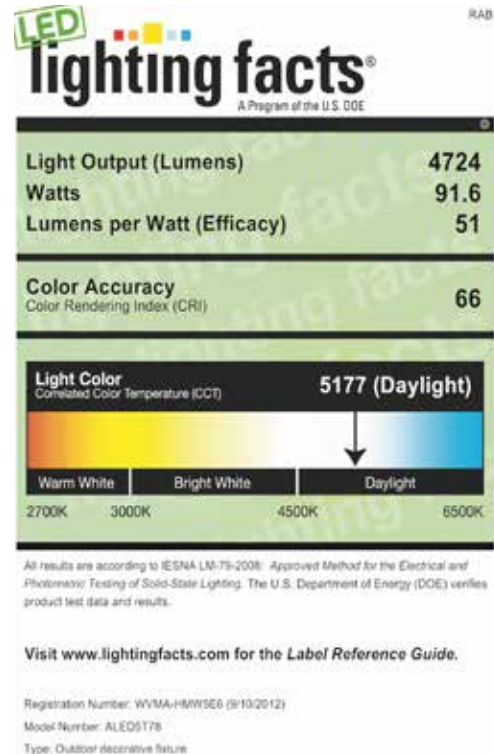 RAB
LED
lighting facts®
A Program of the U.S. DOE
Light Output (Lumens) 4724
Watts 91.6
Lumens per Watt (Efficacy) 51
Color Accuracy 66
Color Rendering Index (CRI)
Light Color 5177 (Daylight)
Correlated Color Temperature (CCT)
Warm White Bright White Daylight
2700K 3000K 4500K 6500K
All results are according to IESNA LM-79-2008: Approved Method for the Electrical and
Photometric Testing of Solid-State Lighting. The U.S. Department of Energy (DOE) verifies
product test data and results.
Visit www.lightingfacts.com for the Label Reference Guide.
Registration Number: WVMA-HMW5E6 (9/10/2012)
Model Number: ALED5T78
Type: Outdoor decorative fixture